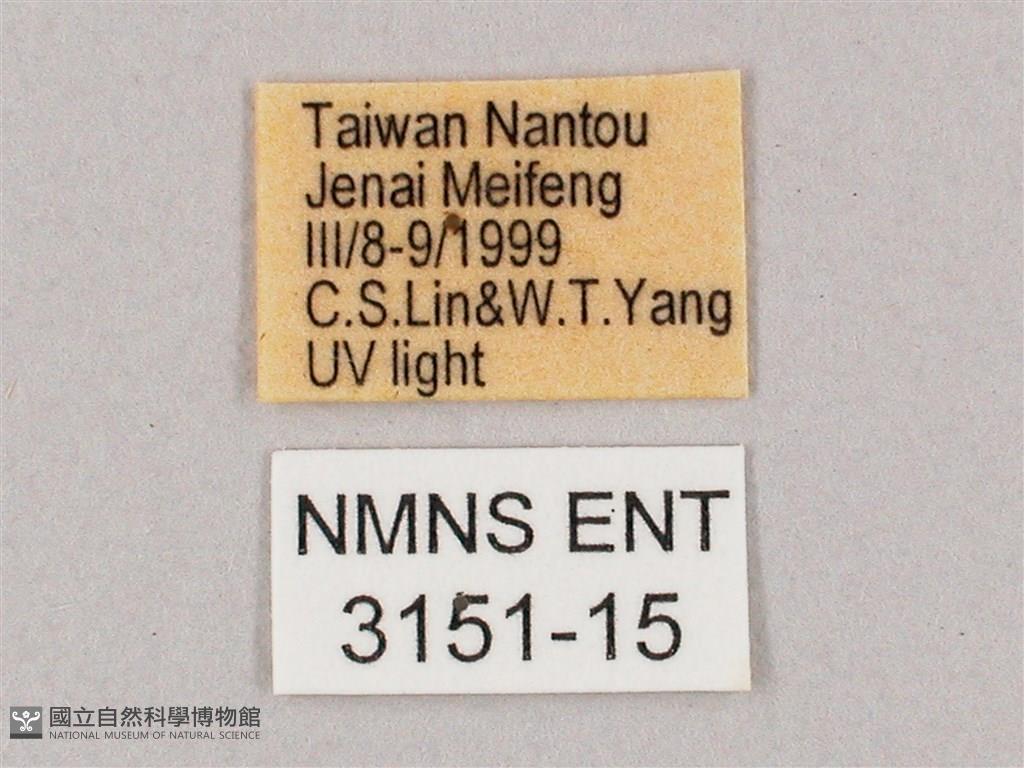 Taiwan Nantou
Jenai Meifeng
III/8-9/1999
C.S.Lin&W.T.Yang
UV light
NMNS ENT
3151-15
國立自然科學博物館
NATIONAL MUSEUM OF NATURAL SCIENCE